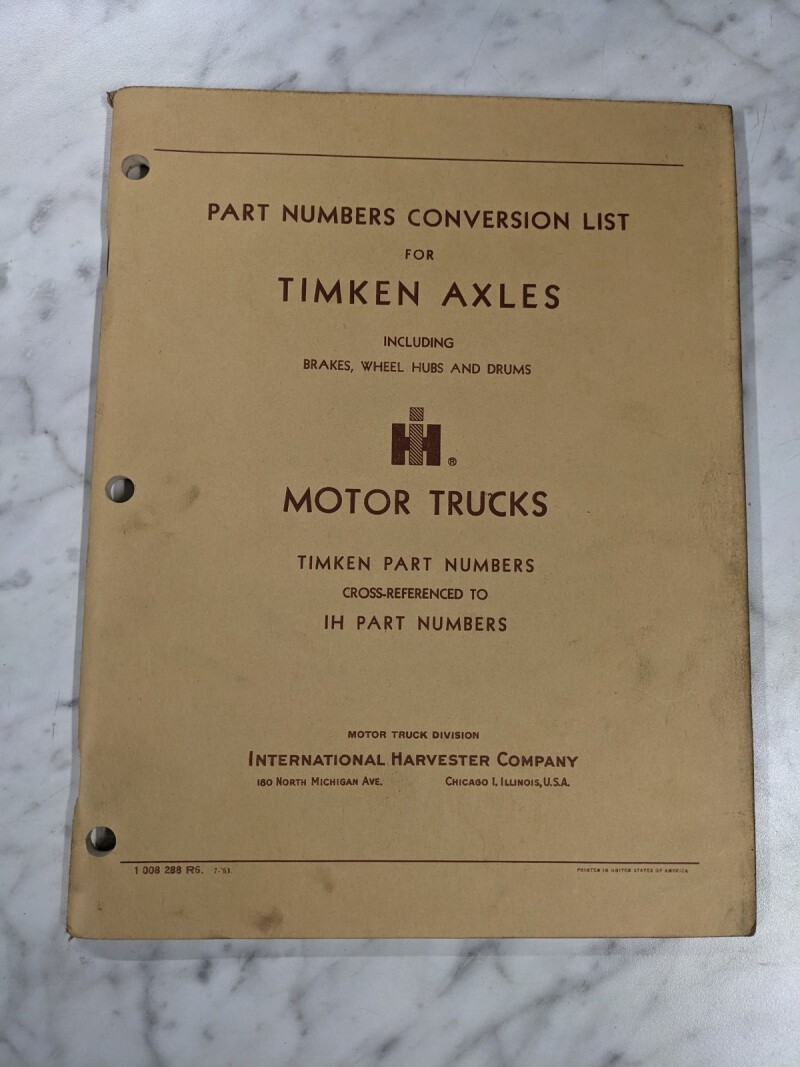 PART NUMBERS CONVERSION LIST
FOR
TIMKEN AXLES
INCLUDING
BRAKES, WHEEL HUBS AND DRUMS
IH ®
MOTOR TRUCKS
TIMKEN PART NUMBERS
CROSS-REFERENCED TO
IH PART NUMBERS
MOTOR TRUCK DIVISION
INTERNATIONAL HARVESTER COMPANY
180 NORTH MICHIGAN AVE. CHICAGO 1, ILLINOIS, U.S.A.
1 008 288 R6. 7-'53. PRINTED IN UNITED STATES OF AMERICA